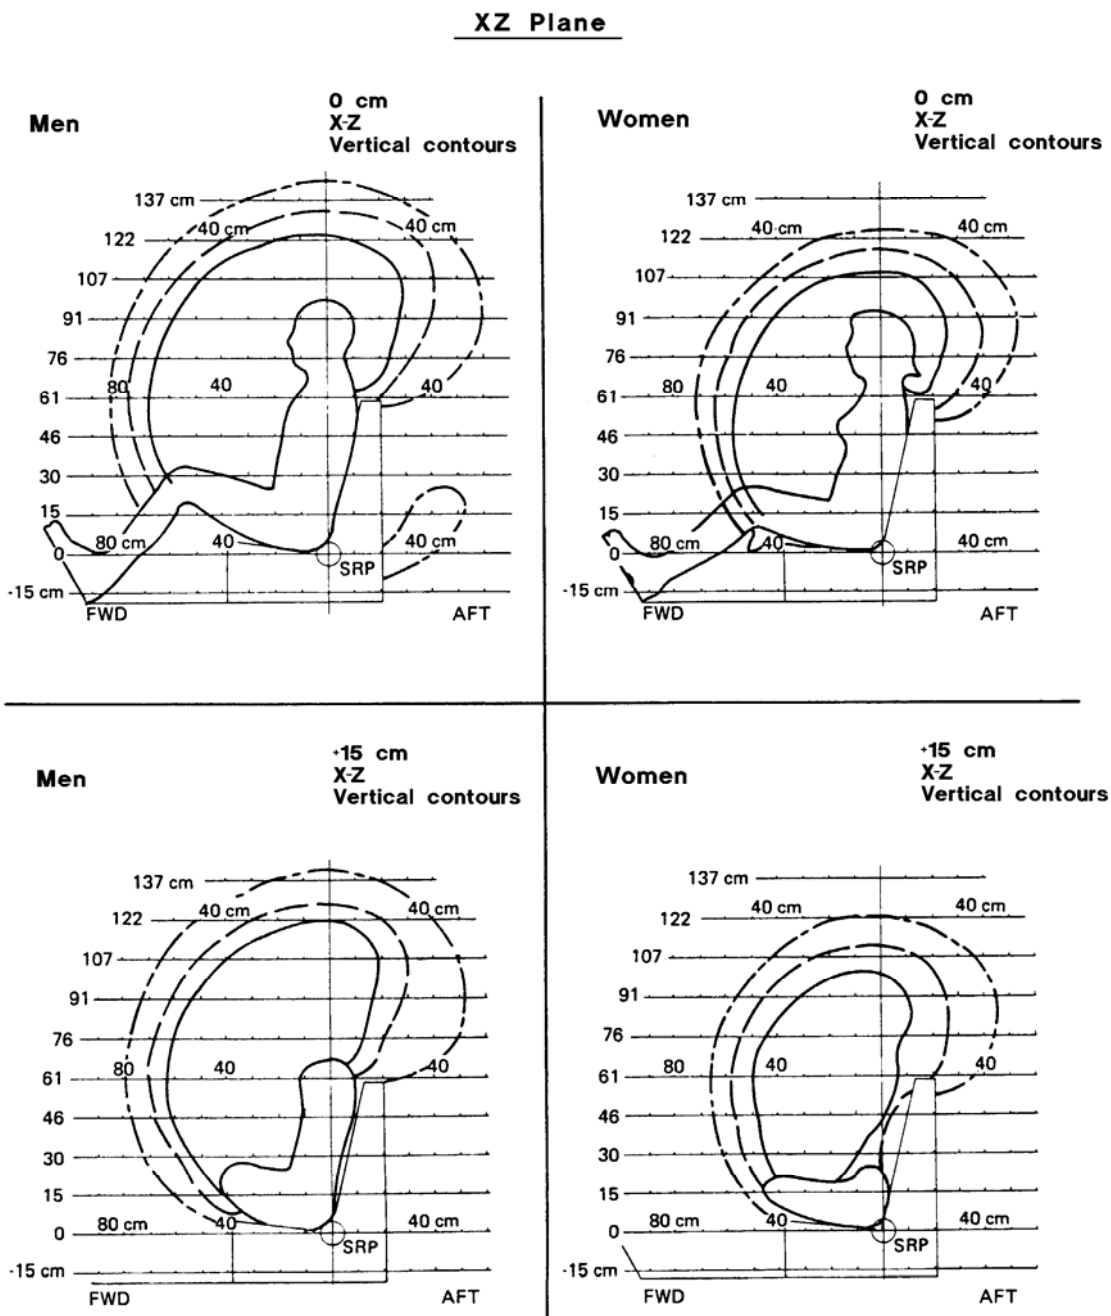 XZ Plane
Men
0 cm
X-Z
Vertical contours
137 cm
40 cm
40 cm
122
107
91
76
80
40
40
61
46
30
15
80 cm
40
40 cm
0
SRP
-15 cm
FWD
AFT
Women
0 cm
X-Z
Vertical contours
137 cm
40 cm
40 cm
122
107
91
76
80
40
40
61
46
30
15
80 cm
40
40 cm
0
SRP
-15 cm
FWD
AFT
Men
+15 cm
X-Z
Vertical contours
137 cm
40 cm
40 cm
122
107
91
76
80
40
40
61
46
30
15
80 cm
40
40 cm
0
SRP
-15 cm
FWD
AFT
Women
+15 cm
X-Z
Vertical contours
137 cm
40 cm
40 cm
122
107
91
76
80
40
40
61
46
30
15
80 cm
40
40 cm
0
SRP
-15 cm
FWD
AFT